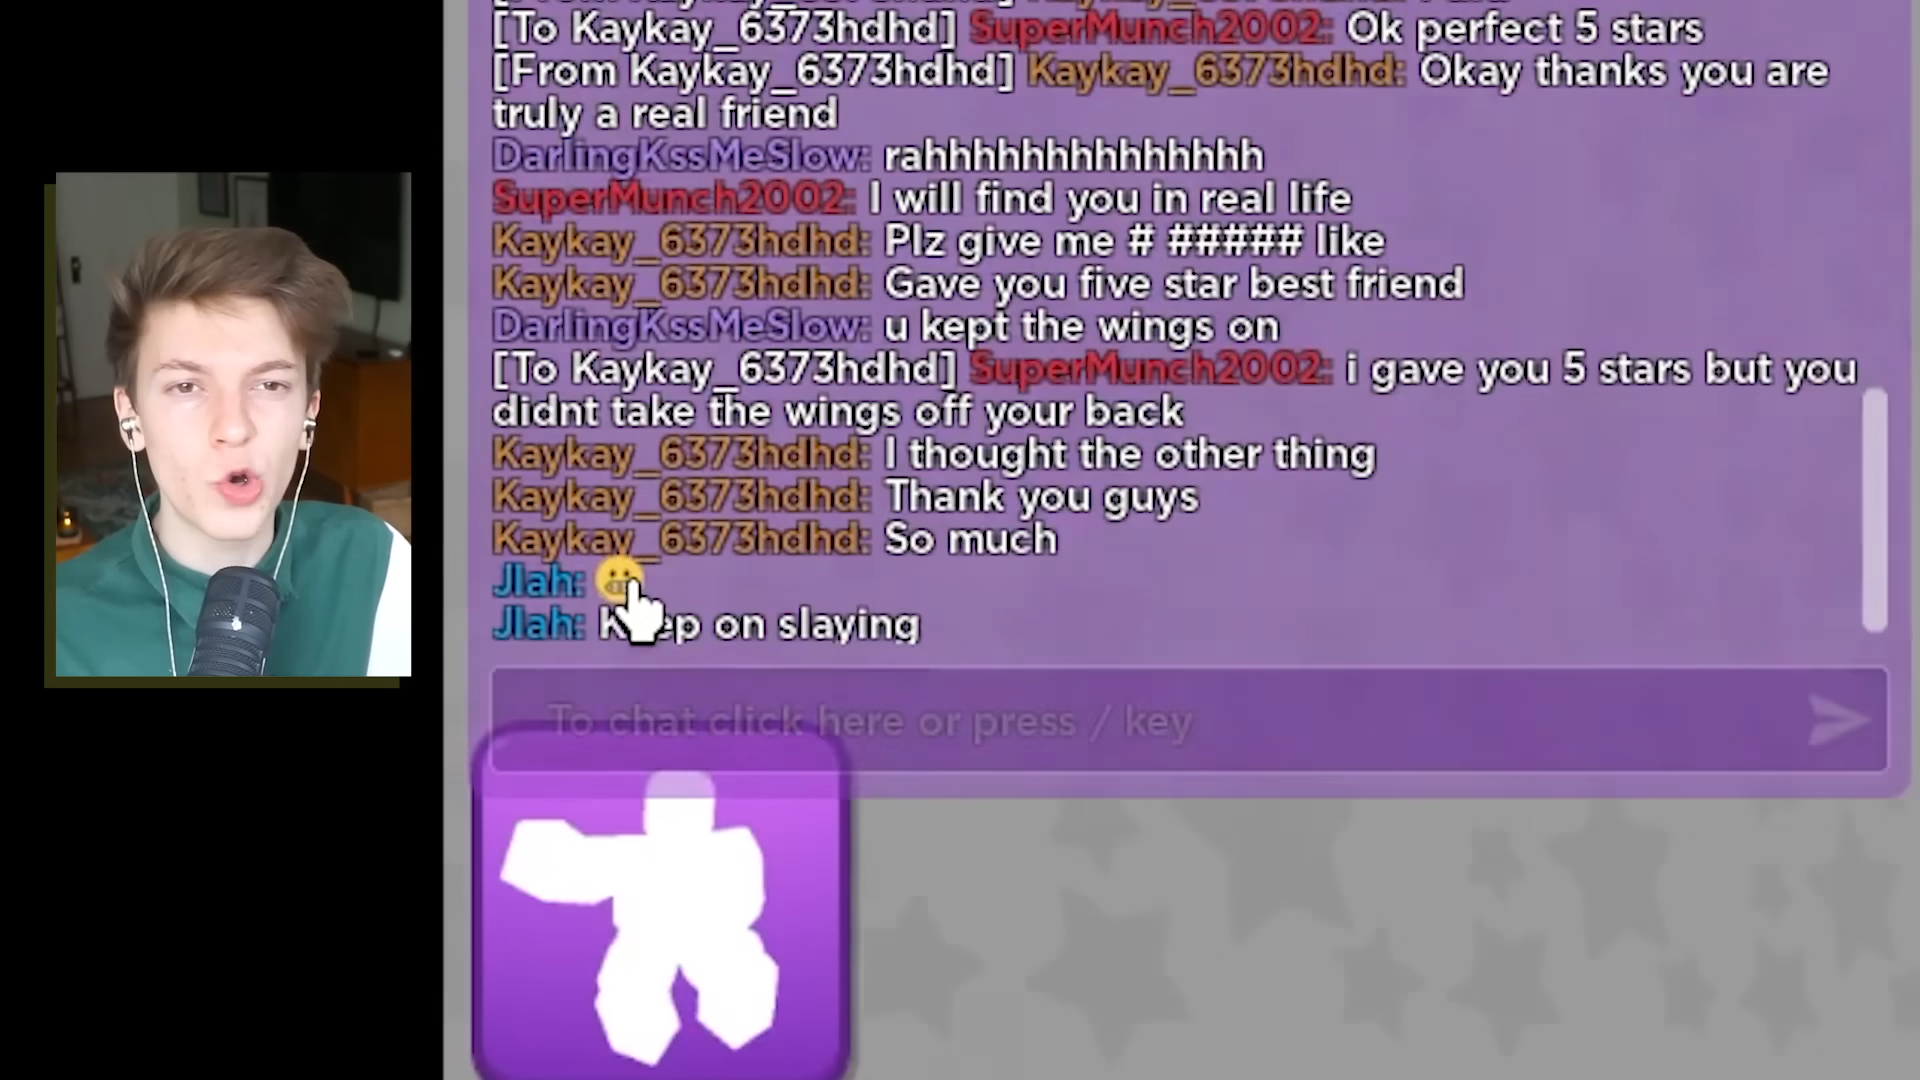 [To Kaykay_6373hdhd] SuperMunch2002: Ok perfect 5 stars
[From Kaykay_6373hdhd] Kaykay_6373hdhd: Okay thanks you are
truly a real friend
DarlingKssMeSlow: rahhhhhhhhhhhhhhh
SuperMunch2002: I will find you in real life
Kaykay_6373hdhd: Plz give me # ##### like
Kaykay_6373hdhd: Gave you five star best friend
DarlingKssMeSlow: u kept the wings on
[To Kaykay_6373hdhd] SuperMunch2002: i gave you 5 stars but you
didnt take the wings off your back
Kaykay_6373hdhd: I thought the other thing
Kaykay_6373hdhd: Thank you guys
Kaykay_6373hdhd: So much
Jlah: 😬
Jlah: Keep on slaying
To chat click here or press / key